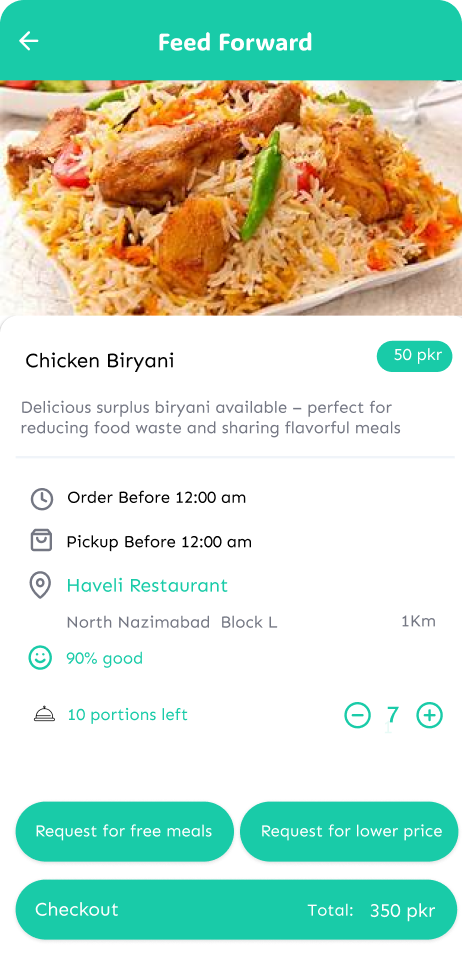 Feed Forward
Chicken Biryani
50 pkr
Delicious surplus biryani available – perfect for
reducing food waste and sharing flavorful meals
Order Before 12:00 am
Pickup Before 12:00 am
Haveli Restaurant
North Nazimabad Block L
1Km
90% good
10 portions left
7
Request for free meals
Request for lower price
Checkout
Total: 350 pkr